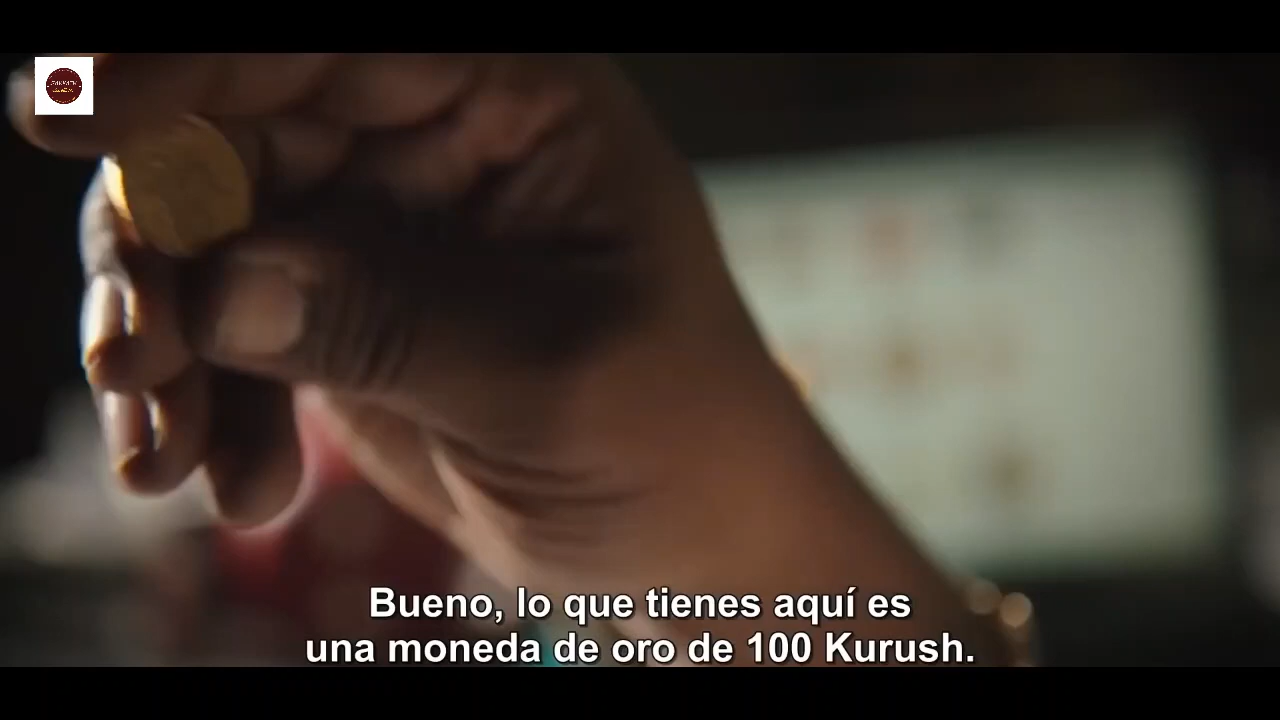 Bueno, lo que tienes aquí es
una moneda de oro de 100 Kurush.